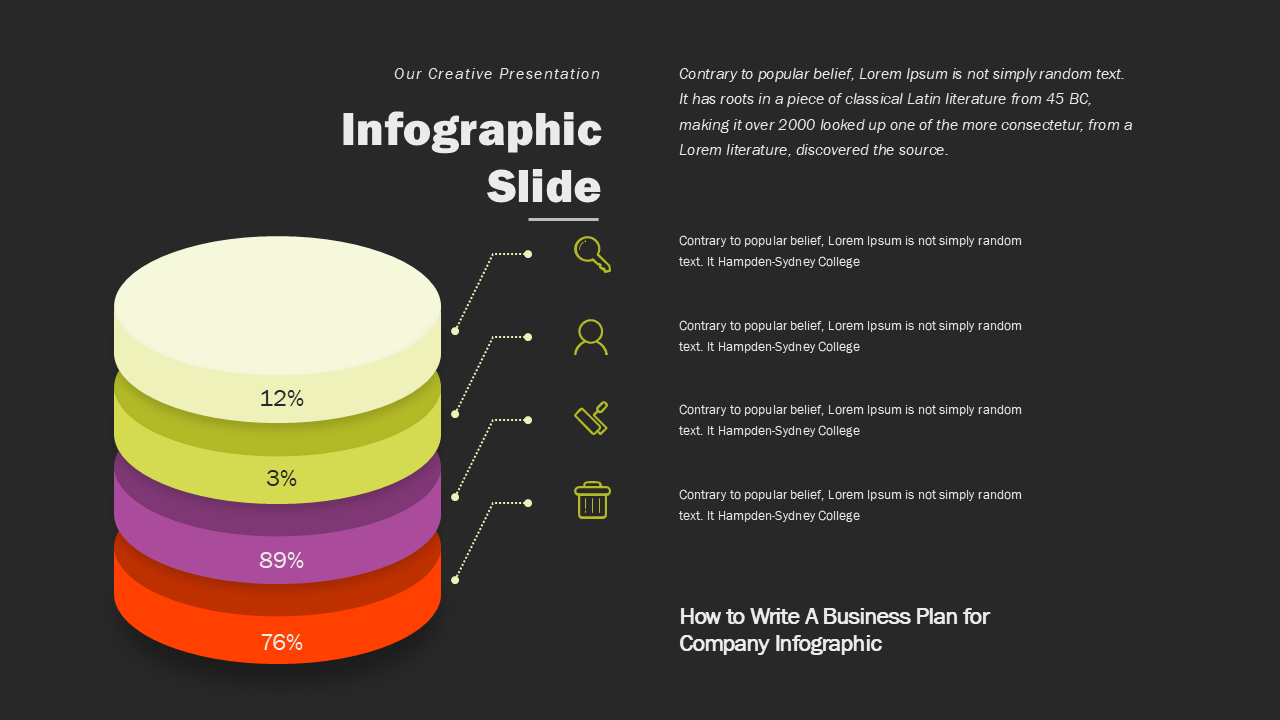 Our Creative Presentation
Infographic
Slide
Contrary to popular belief, Lorem Ipsum is not simply random text.
It has roots in a piece of classical Latin literature from 45 BC,
making it over 2000 looked up one of the more consectetur, from a
Lorem literature, discovered the source.
12%
3%
89%
76%
Contrary to popular belief, Lorem Ipsum is not simply random
text. It Hampden-Sydney College
Contrary to popular belief, Lorem Ipsum is not simply random
text. It Hampden-Sydney College
Contrary to popular belief, Lorem Ipsum is not simply random
text. It Hampden-Sydney College
Contrary to popular belief, Lorem Ipsum is not simply random
text. It Hampden-Sydney College
How to Write A Business Plan for
Company Infographic